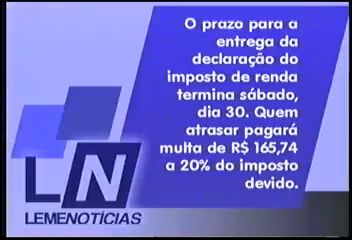 O prazo para a
entrega da
declaração do
imposto de renda
termina sábado,
dia 30. Quem
atrasar pagará
multa de R$ 165,74
a 20% do imposto
devido.
LN
LEMENOTÍCIAS